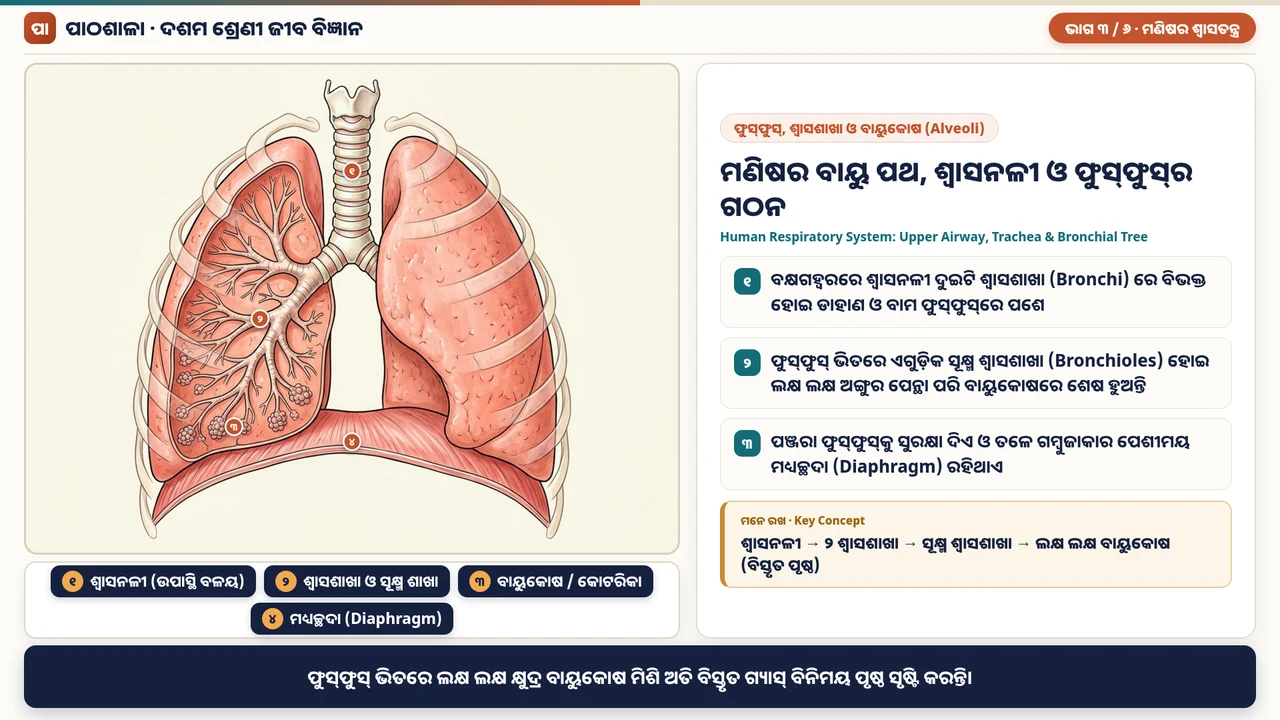 ପା ପାଠଶାଳା · ଦଶମ ଶ୍ରେଣୀ ଜୀବ ବିଜ୍ଞାନ
ଭାଗ ୩ / ୬ · ମଣିଷର ଶ୍ୱାସତନ୍ତ୍ର
୧
୨
୩
୪
୧ ଶ୍ୱାସନଳୀ (ଉପାସ୍ଥି ବଳୟ)
୨ ଶ୍ୱାସଶାଖା ଓ ସୂକ୍ଷ୍ମ ଶାଖା
୩ ବାୟୁକୋଷ / କୋଟରିକା
୪ ମଧ୍ୟଚ୍ଛଦା (Diaphragm)
ଫୁସ୍‌ଫୁସ୍, ଶ୍ୱାସଶାଖା ଓ ବାୟୁକୋଷ (Alveoli)
ମଣିଷର ବାୟୁ ପଥ, ଶ୍ୱାସନଳୀ ଓ ଫୁସ୍‌ଫୁସ୍‌ର
ଗଠନ
Human Respiratory System: Upper Airway, Trachea & Bronchial Tree
୧ ବକ୍ଷଗହ୍ୱରରେ ଶ୍ୱାସନଳୀ ଦୁଇଟି ଶ୍ୱାସଶାଖା (Bronchi) ରେ ବିଭକ୍ତ
ହୋଇ ଡାହାଣ ଓ ବାମ ଫୁସ୍‌ଫୁସ୍‌ରେ ପଶେ
୨ ଫୁସ୍‌ଫୁସ୍ ଭିତରେ ଏଗୁଡ଼ିକ ସୂକ୍ଷ୍ମ ଶ୍ୱାସଶାଖା (Bronchioles) ହୋଇ
ଲକ୍ଷ ଲକ୍ଷ ଅଙ୍ଗୁର ପେନ୍ଥା ପରି ବାୟୁକୋଷରେ ଶେଷ ହୁଅନ୍ତି
୩ ପଞ୍ଜରା ଫୁସ୍‌ଫୁସ୍‌କୁ ସୁରକ୍ଷା ଦିଏ ଓ ତଳେ ଗମ୍ବୁଜାକାର ପେଶୀମୟ
ମଧ୍ୟଚ୍ଛଦା (Diaphragm) ରହିଥାଏ
ମନେ ରଖ · Key Concept
ଶ୍ୱାସନଳୀ → ୨ ଶ୍ୱାସଶାଖା → ସୂକ୍ଷ୍ମ ଶ୍ୱାସଶାଖା → ଲକ୍ଷ ଲକ୍ଷ ବାୟୁକୋଷ
(ବିସ୍ତୃତ ପୃଷ୍ଠ)
ଫୁସ୍‌ଫୁସ୍ ଭିତରେ ଲକ୍ଷ ଲକ୍ଷ କ୍ଷୁଦ୍ର ବାୟୁକୋଷ ମିଶି ଅତି ବିସ୍ତୃତ ଗ୍ୟାସ୍ ବିନିମୟ ପୃଷ୍ଠ ସୃଷ୍ଟି କରନ୍ତି।